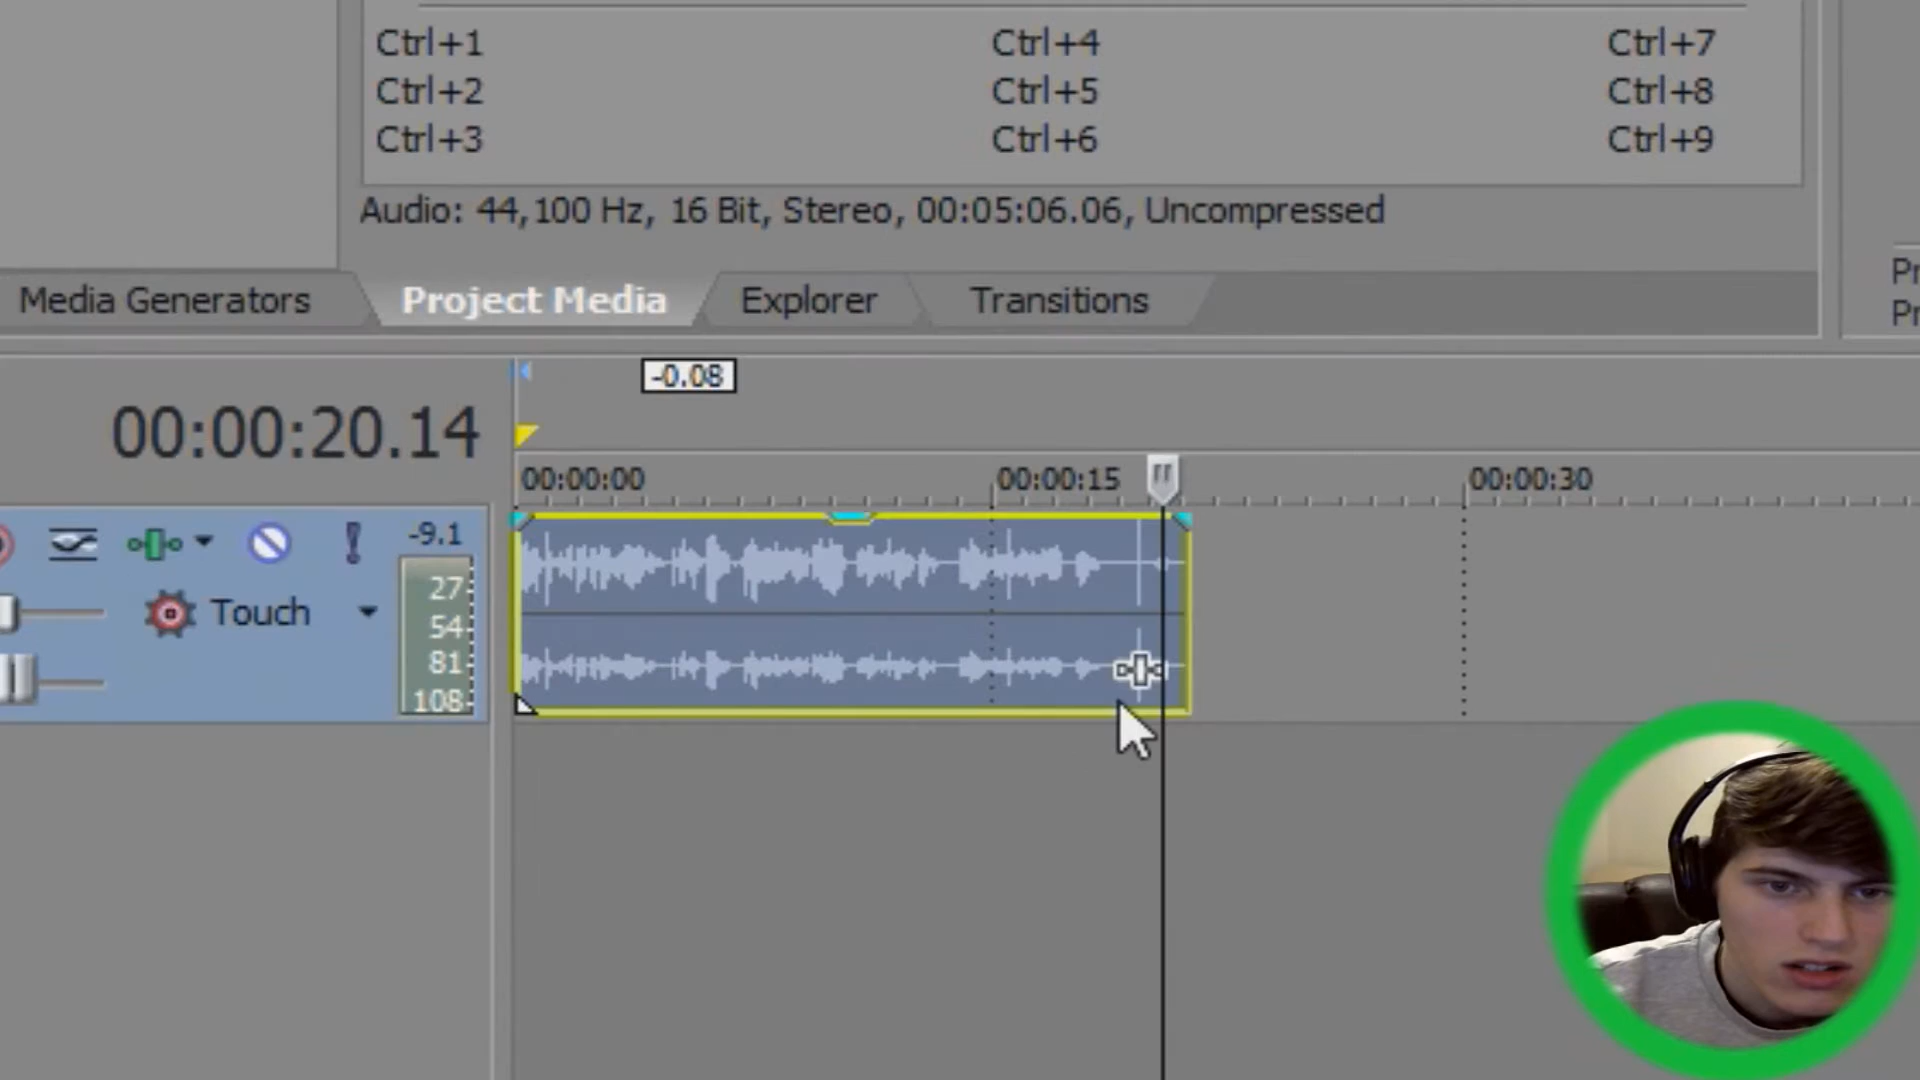 Ctrl+1 Ctrl+4 Ctrl+7
Ctrl+2 Ctrl+5 Ctrl+8
Ctrl+3 Ctrl+6 Ctrl+9
Audio: 44,100 Hz, 16 Bit, Stereo, 00:05:06.06, Uncompressed
Media Generators Project Media Explorer Transitions
Pr
Pr
-0.08
00:00:20.14
00:00:00 00:00:15 00:00:30
-9.1
27
Touch
54
81
108